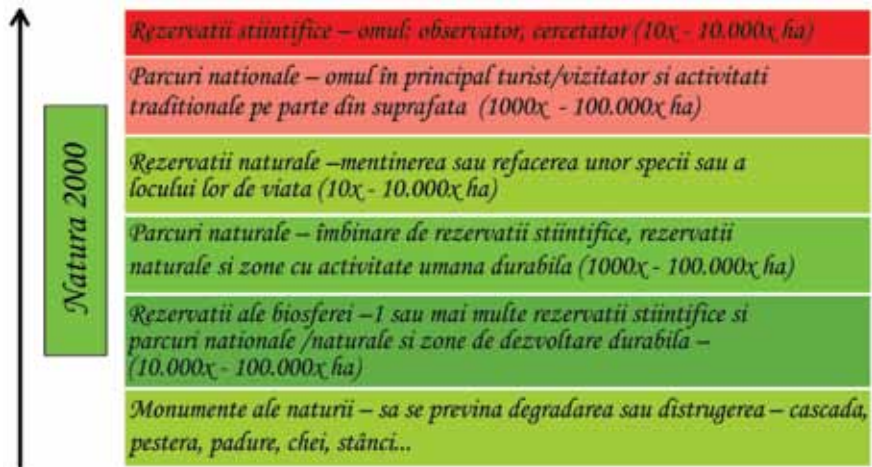 Rezervatii stiintifice – omul: observator, cercetator (10x - 10.000x ha)
Parcuri nationale – omul în principal turist/vizitator si activitati
traditionale pe parte din suprafata (1000x - 100.000x ha)
Natura 2000
Rezervatii naturale –mentinerea sau refacerea unor specii sau a
locului lor de viata (10x - 10.000x ha)
Parcuri naturale – îmbinare de rezervatii stiintifice, rezervatii
naturale si zone cu activitate umana durabila (1000x - 100.000x ha)
Rezervatii ale biosferei –1 sau mai multe rezervatii stiintifice si
parcuri nationale /naturale si zone de dezvoltare durabila –
(10.000x - 100.000x ha)
Monumente ale naturii – sa se previna degradarea sau distrugerea – cascada,
pestera, padure, chei, stânci...